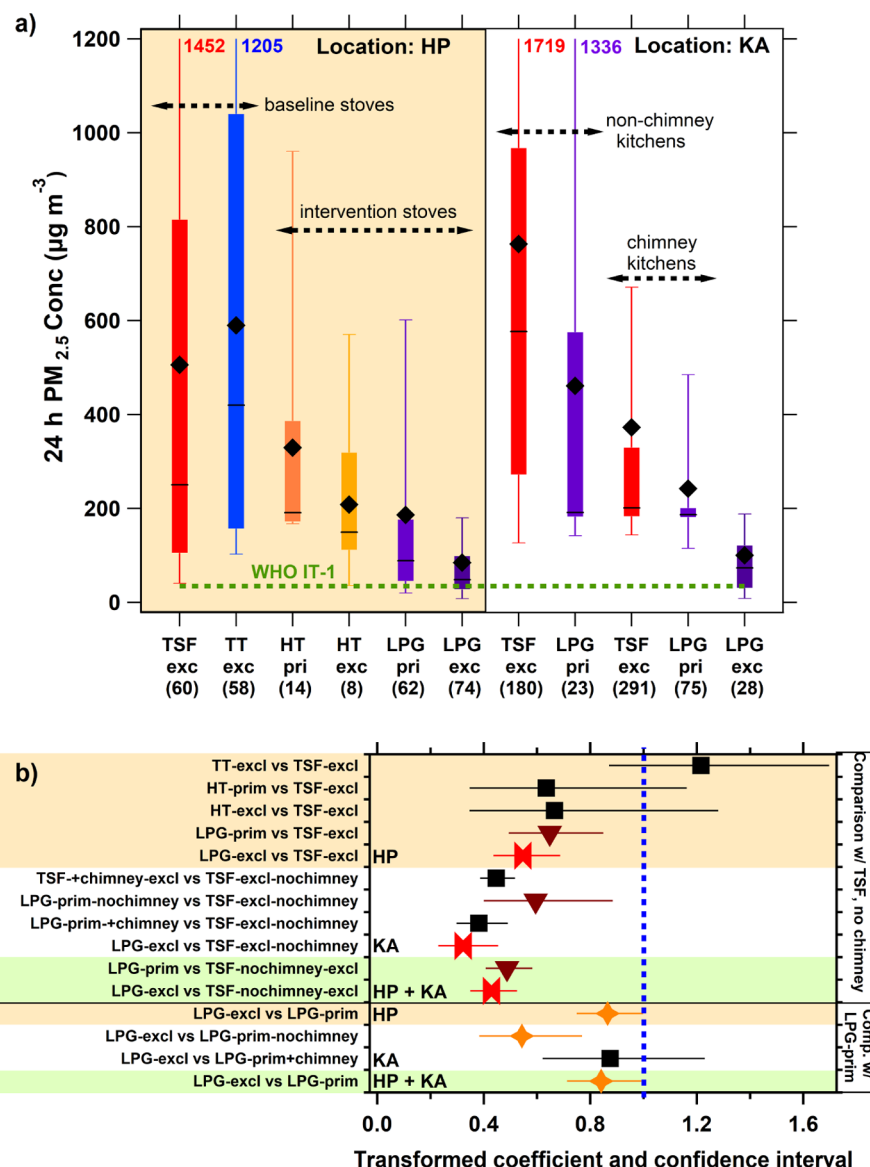 a)
1452
1205
Location: HP
1719
1336
Location: KA
baseline stoves
non-chimney
kitchens
intervention stoves
chimney
kitchens
WHO IT-1
24 h PM 2.5 Conc (µg m-3)
1200
1000
800
600
400
200
0
TSF TT HT HT LPG LPG TSF LPG TSF LPG LPG
exc exc pri exc pri exc exc pri exc pri exc
(60) (58) (14) (8) (62) (74) (180) (23) (291) (75) (28)
b)
TT-excl vs TSF-excl
HT-prim vs TSF-excl
HT-excl vs TSF-excl
LPG-prim vs TSF-excl
LPG-excl vs TSF-excl HP
TSF-+chimney-excl vs TSF-excl-nochimney
LPG-prim-nochimney vs TSF-excl-nochimney
LPG-prim-+chimney vs TSF-excl-nochimney
LPG-excl vs TSF-excl-nochimney KA
LPG-prim vs TSF-nochimney-excl
LPG-excl vs TSF-nochimney-excl HP + KA
LPG-excl vs LPG-prim HP
LPG-excl vs LPG-prim-nochimney
LPG-excl vs LPG-prim+chimney KA
LPG-excl vs LPG-prim HP + KA
Comparison w/ TSF, no chimney
Comp. w/
LPG-prim
0.0 0.4 0.8 1.2 1.6
Transformed coefficient and confidence interval